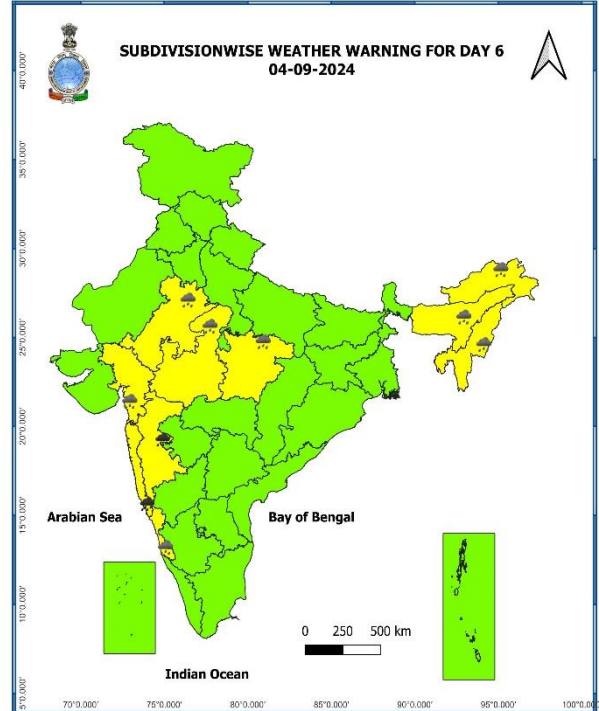 SUBDIVISIONWISE WEATHER WARNING FOR DAY 6
04-09-2024
40°0.000'
35°0.000'
30°0.000'
25°0.000'
20°0.000'
15°0.000'
10°0.000'
5°0.000'
Arabian Sea
Bay of Bengal
0 250 500 km
Indian Ocean
70°0.000' 75°0.000' 80°0.000' 85°0.000' 90°0.000' 95°0.000' 100°0.000'